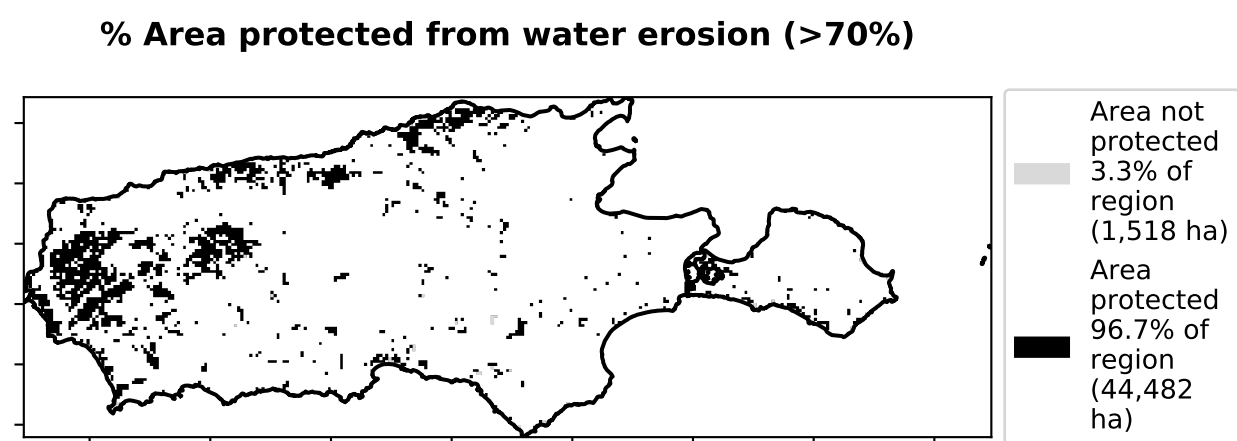 % Area protected from water erosion (>70%)
Area not
protected
3.3% of
region
(1,518 ha)
Area
protected
96.7% of
region
(44,482
ha)